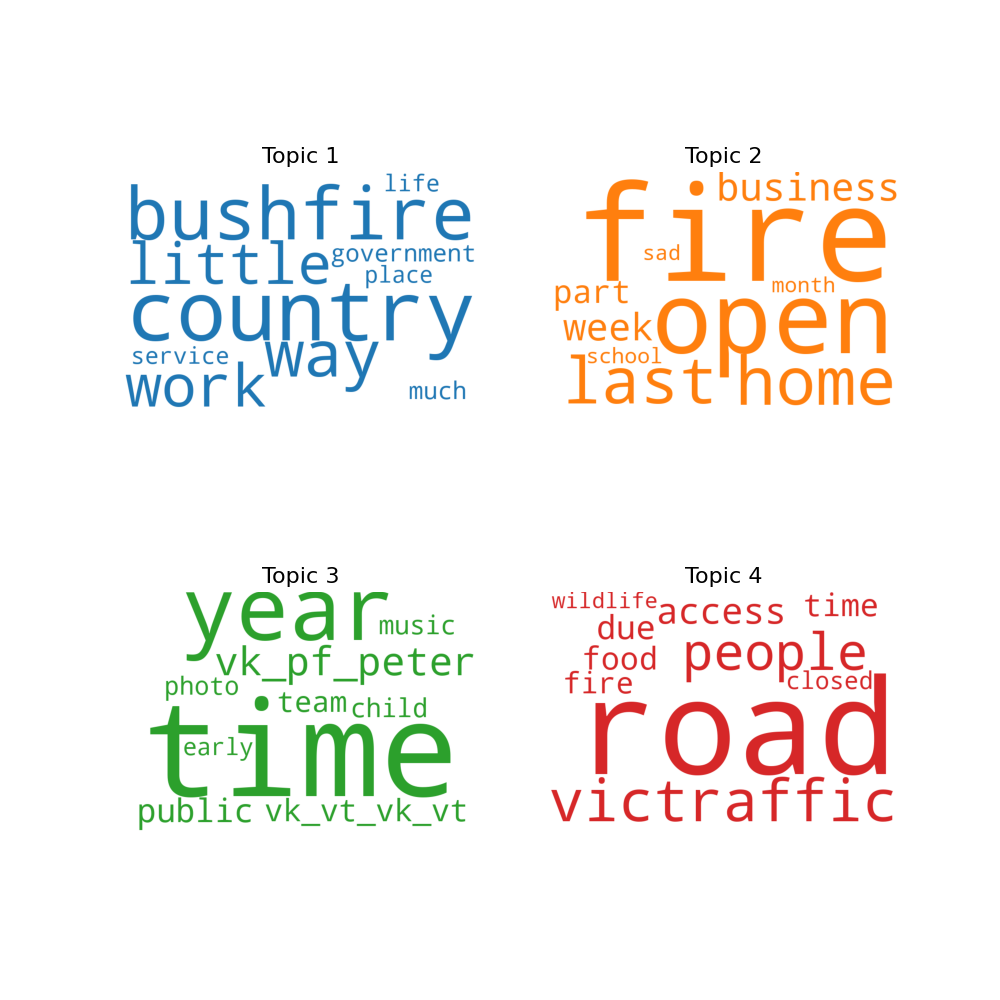 Topic 1
life
bushfire
little government
place
country
service way
work much
Topic 2
business
fire
sad
month
part
open
week
school
last home
Topic 3
year
music
vk_pf_peter
photo
team child
time
early
public vk_vt_vk_vt
Topic 4
wildlife access time
due
food people
fire closed
road
victraffic